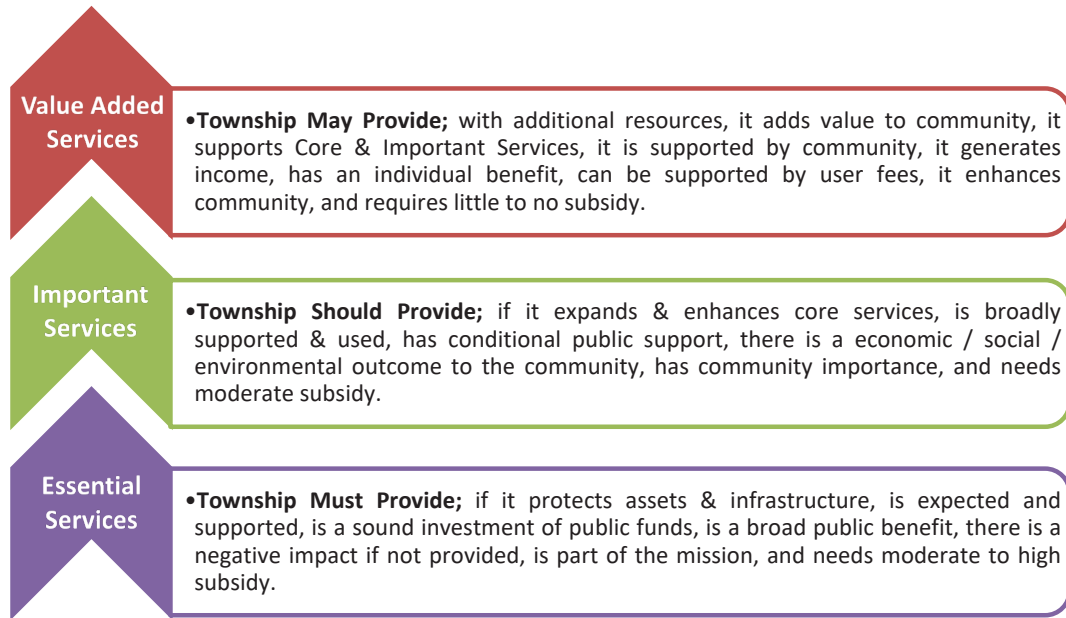 Value Added
Services
•Township May Provide; with additional resources, it adds value to community, it
supports Core & Important Services, it is supported by community, it generates
income, has an individual benefit, can be supported by user fees, it enhances
community, and requires little to no subsidy.
Important
Services
•Township Should Provide; if it expands & enhances core services, is broadly
supported & used, has conditional public support, there is a economic / social /
environmental outcome to the community, has community importance, and needs
moderate subsidy.
Essential
Services
•Township Must Provide; if it protects assets & infrastructure, is expected and
supported, is a sound investment of public funds, is a broad public benefit, there is a
negative impact if not provided, is part of the mission, and needs moderate to high
subsidy.